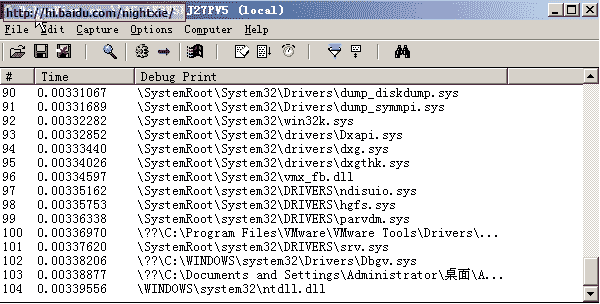 http://hi.baidu.com/nightxie/ J27PV5 (local)
File Edit Capture Options Computer Help
# Time Debug Print
90 0.00331067 \SystemRoot\System32\Drivers\dump_diskdump.sys
91 0.00331689 \SystemRoot\System32\Drivers\dump_symmpi.sys
92 0.00332282 \SystemRoot\System32\win32k.sys
93 0.00332852 \SystemRoot\System32\drivers\Dxapi.sys
94 0.00333440 \SystemRoot\System32\drivers\dxg.sys
95 0.00334026 \SystemRoot\System32\drivers\dxgthk.sys
96 0.00334597 \SystemRoot\System32\vmx_fb.dll
97 0.00335162 \SystemRoot\System32\DRIVERS\ndisuio.sys
98 0.00335753 \SystemRoot\System32\DRIVERS\hgfs.sys
99 0.00336338 \SystemRoot\System32\DRIVERS\parvdm.sys
100 0.00336970 \??\C:\Program Files\VMware\VMware Tools\Drivers\...
101 0.00337620 \SystemRoot\System32\DRIVERS\srv.sys
102 0.00338206 \??\C:\WINDOWS\system32\Drivers\Dbgv.sys
103 0.00338877 \??\C:\Documents and Settings\Administrator\桌面\A...
104 0.00339556 \WINDOWS\system32\ntdll.dll